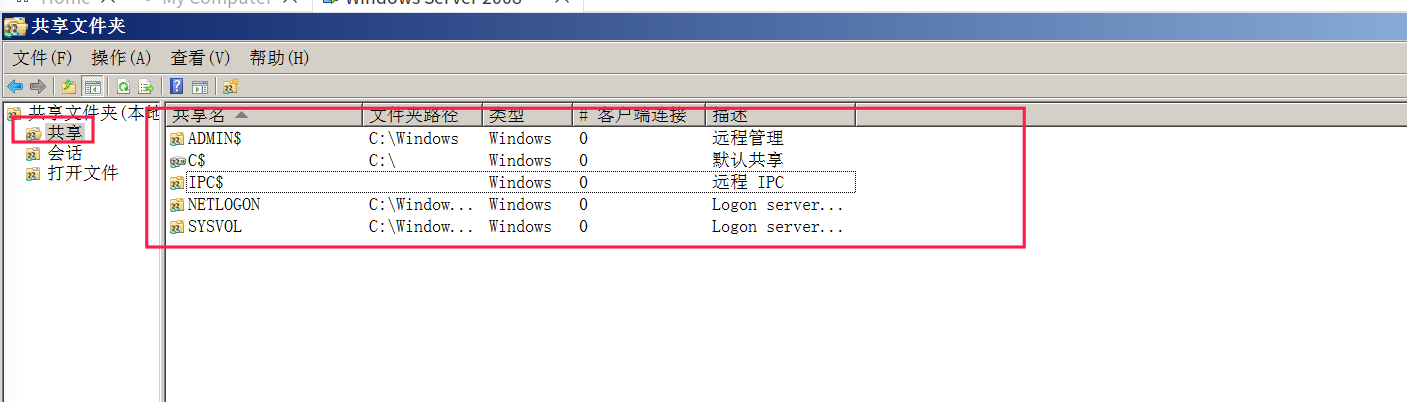 Home My Computer Windows Server 2008
共享文件夹
文件(F) 操作(A) 查看(V) 帮助(H)
共享文件夹(本地
共享
会话
打开文件
共享名 文件夹路径 类型 # 客户端连接 描述
ADMIN$ C:\Windows Windows 0 远程管理
C$ C:\ Windows 0 默认共享
IPC$ Windows 0 远程 IPC
NETLOGON C:\Window... Windows 0 Logon server...
SYSVOL C:\Window... Windows 0 Logon server...